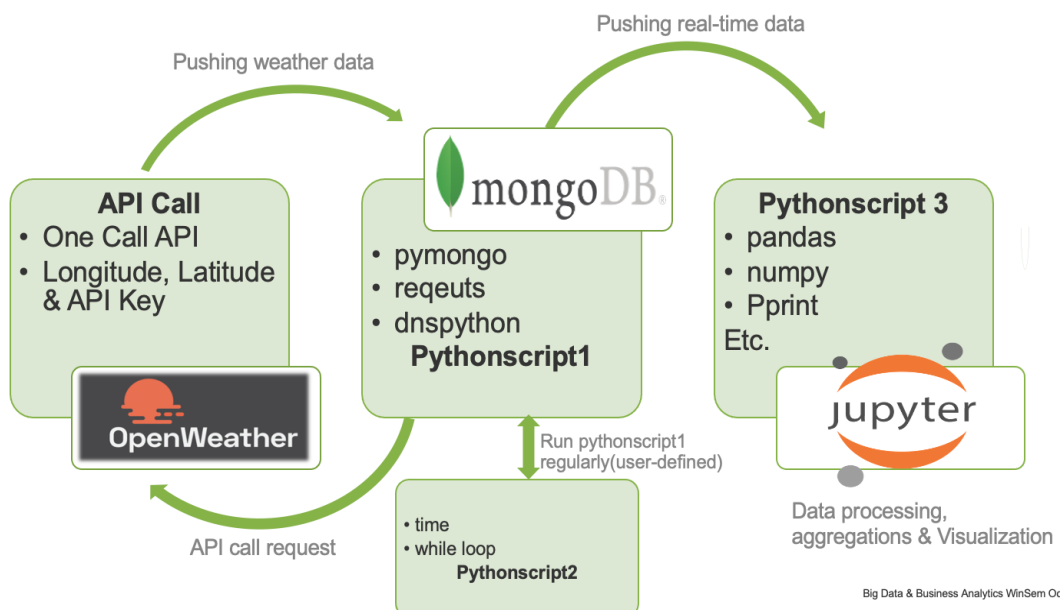 Pushing real-time data
Pushing weather data
mongoDB®
API Call
• One Call API
• Longitude, Latitude
& API Key
OpenWeather
• pymongo
• reqeuts
• dnspython
Pythonscript1
Pythonscript 3
• pandas
• numpy
• Pprint
Etc.
jupyter
Run pythonscript1
regularly(user-defined)
API call request
• time
• while loop
Pythonscript2
Data processing,
aggregations & Visualization
Big Data & Business Analytics WinSem